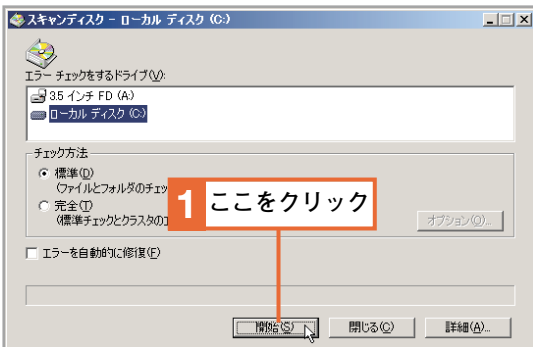 スキャンディスク - ローカル ディスク (C:)
エラー チェックをするドライブ(V):
3.5 インチ FD (A:)
ローカル ディスク (C:)
チェック方法
標準(D)
(ファイルとフォルダのチェッ
完全(T)
(標準チェックとクラスタの
1 ここをクリック
オプション(O)...
エラーを自動的に修復(F)
開始(S)
閉じる(C)
詳細(A)...